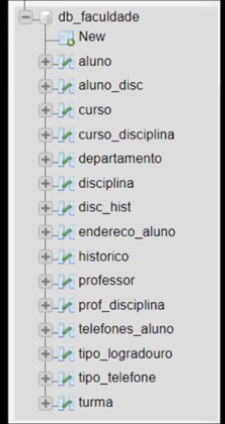 db_faculdade
New
aluno
aluno_disc
curso
curso_disciplina
departamento
disciplina
disc_hist
endereco_aluno
historico
professor
prof_disciplina
telefones_aluno
tipo_logradouro
tipo_telefone
turma